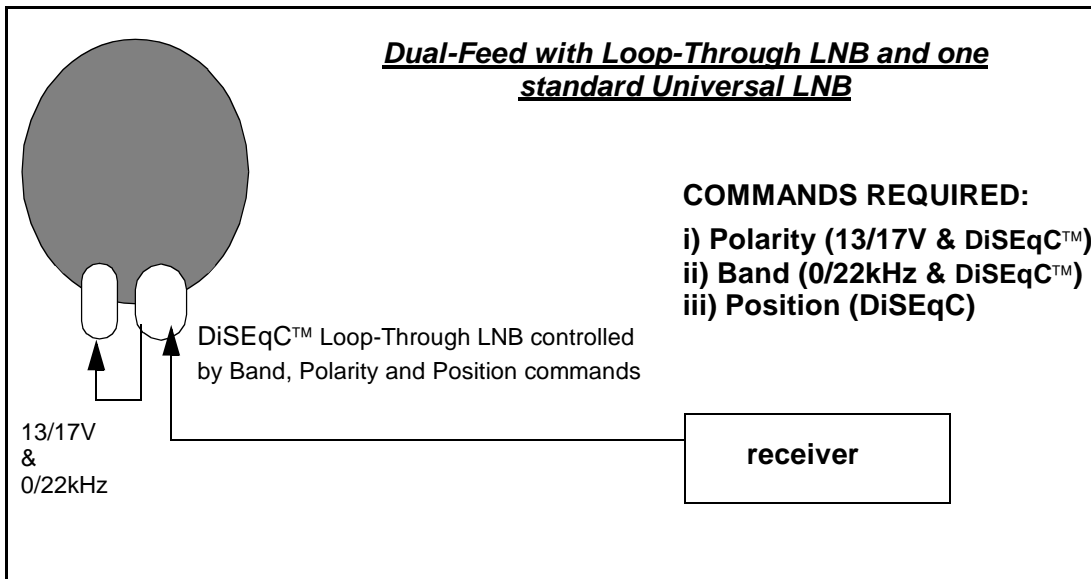 Dual-Feed with Loop-Through LNB and one
standard Universal LNB
COMMANDS REQUIRED:
i) Polarity (13/17V & DiSEqC™)
ii) Band (0/22kHz & DiSEqC™)
iii) Position (DiSEqC)
DiSEqC™ Loop-Through LNB controlled
by Band, Polarity and Position commands
13/17V
&
0/22kHz
receiver